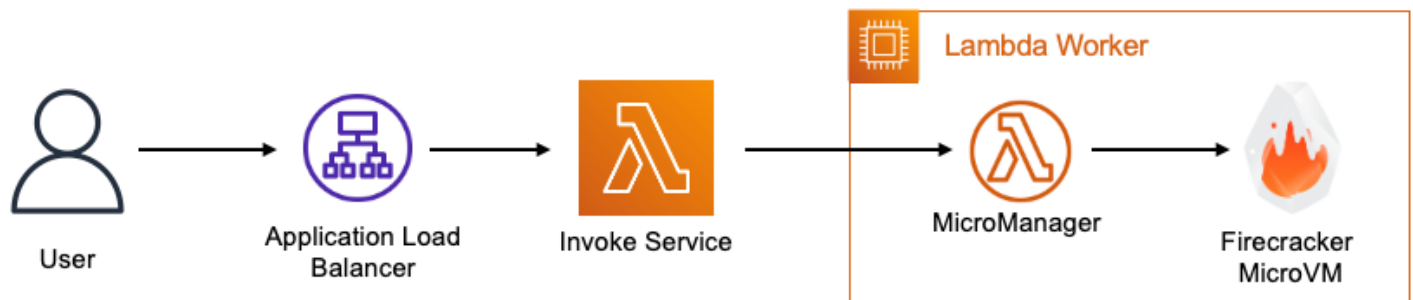 Lambda Worker
User
Application Load
Balancer
Invoke Service
MicroManager
Firecracker
MicroVM